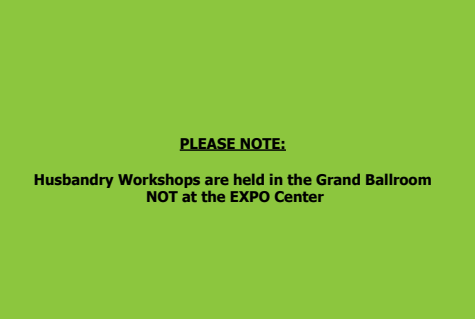 PLEASE NOTE:
Husbandry Workshops are held in the Grand Ballroom
NOT at the EXPO Center